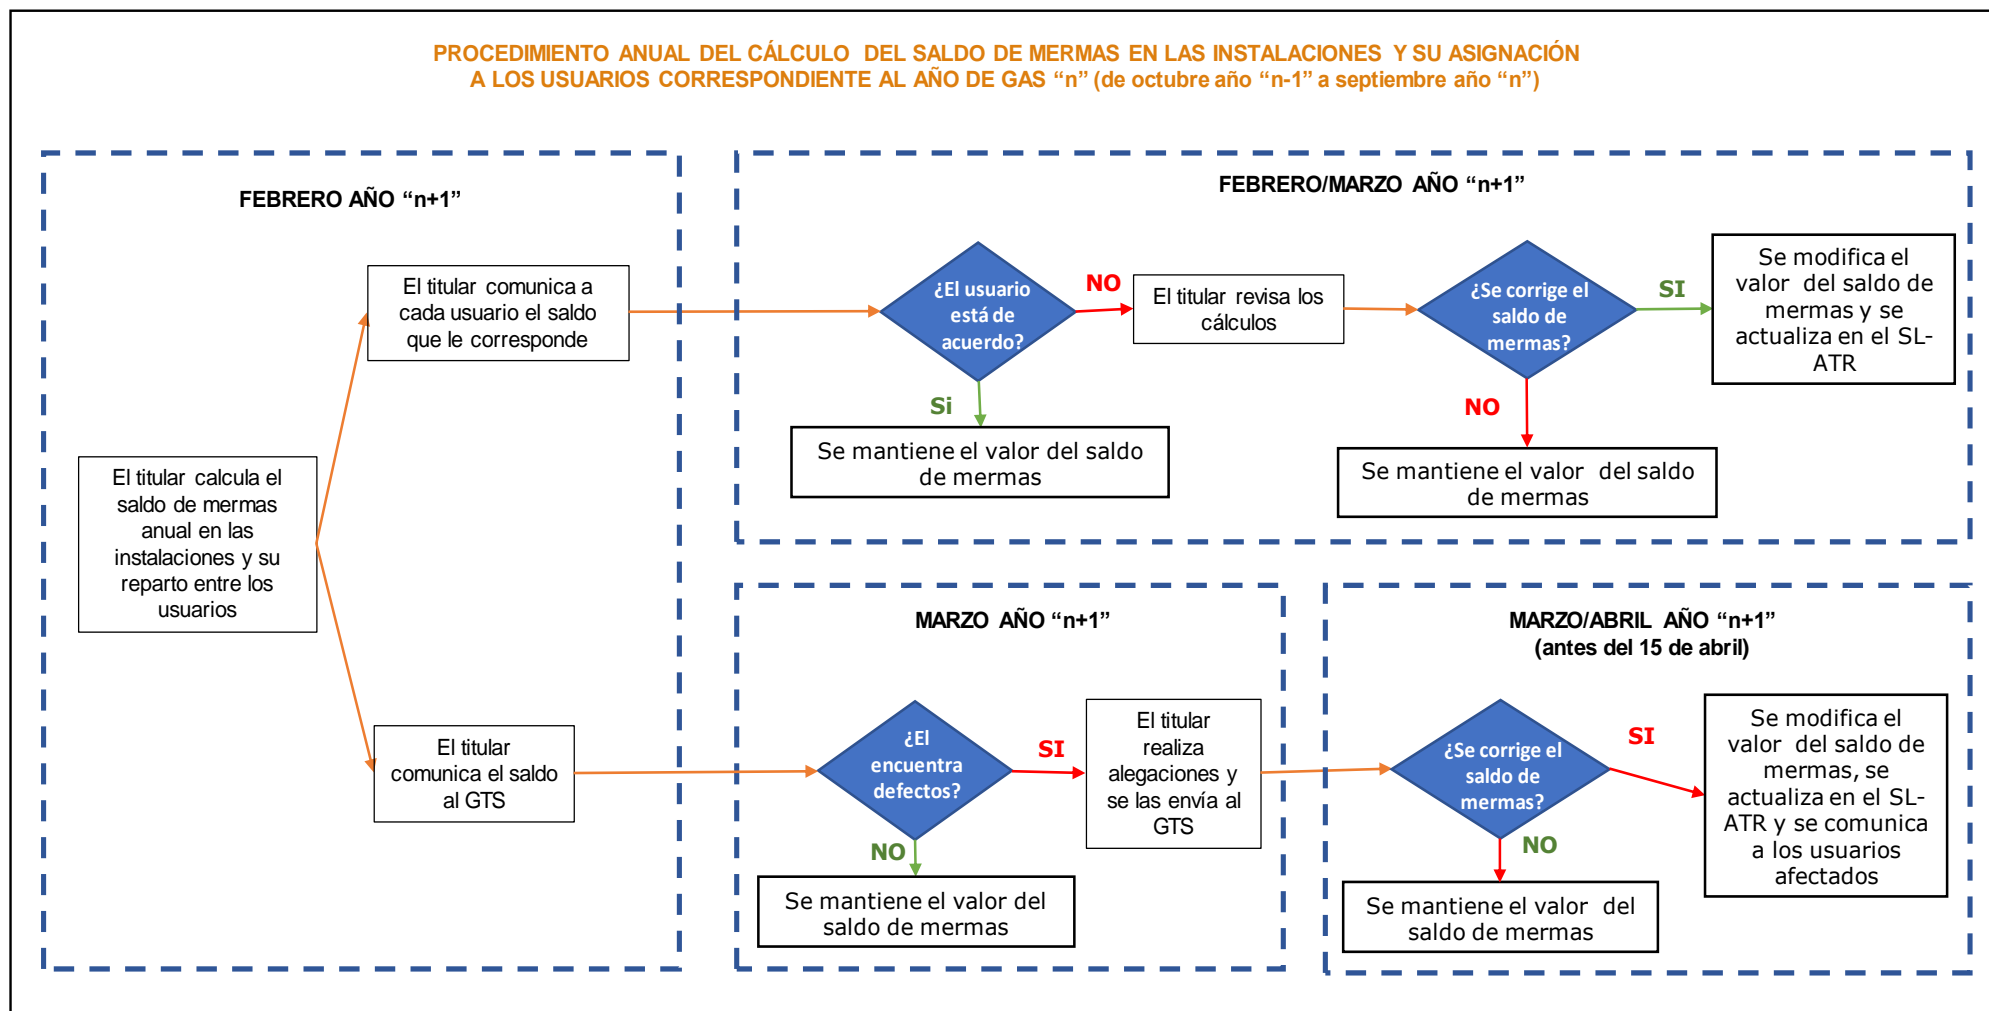 PROCEDIMIENTO ANUAL DEL CÁLCULO DEL SALDO DE MERMAS EN LAS INSTALACIONES Y SU ASIGNACIÓN
A LOS USUARIOS CORRESPONDIENTE AL AÑO DE GAS “n” (de octubre año “n-1” a septiembre año “n”)
FEBRERO AÑO “n+1”
El titular calcula el
saldo de mermas
anual en las
instalaciones y su
reparto entre los
usuarios
El titular comunica a
cada usuario el saldo
que le corresponde
El titular
comunica el saldo
al GTS
FEBRERO/MARZO AÑO “n+1”
¿El usuario
está de
acuerdo?
NO
Si
Se mantiene el valor del saldo
de mermas
El titular revisa los
cálculos
¿Se corrige el
saldo de
mermas?
SI
NO
Se modifica el
valor del saldo de
mermas y se
actualiza en el SL-
ATR
Se mantiene el valor del saldo
de mermas
MARZO AÑO “n+1”
¿El
encuentra
defectos?
SI
NO
Se mantiene el valor del
saldo de mermas
El titular
realiza
alegaciones y
se las envía al
GTS
MARZO/ABRIL AÑO “n+1”
(antes del 15 de abril)
¿Se corrige el
saldo de
mermas?
SI
NO
Se modifica el
valor del saldo de
mermas, se
actualiza en el SL-
ATR y se comunica
a los usuarios
afectados
Se mantiene el valor del
saldo de mermas